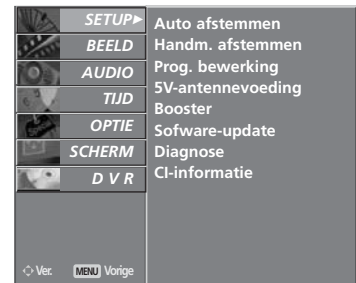 SETUP
BEELD
AUDIO
TIJD
OPTIE
SCHERM
D V R
Auto afstemmen
Handm. afstemmen
Prog. bewerking
5V-antennevoeding
Booster
Sofware-update
Diagnose
CI-informatie
Ver. MENU Vorige